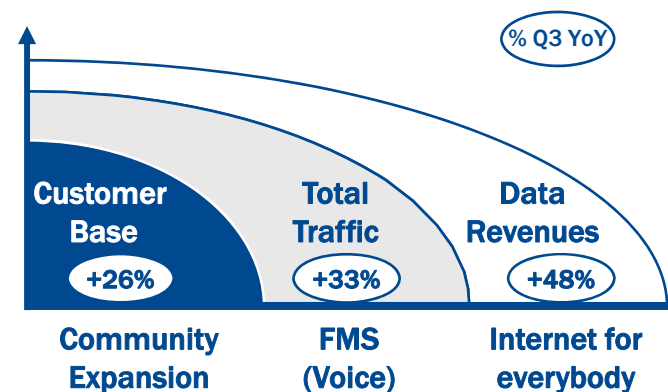 % Q3 YoY
Customer
Base
+26%
Total
Traffic
+33%
Data
Revenues
+48%
Community
Expansion
FMS
(Voice)
Internet for
everybody